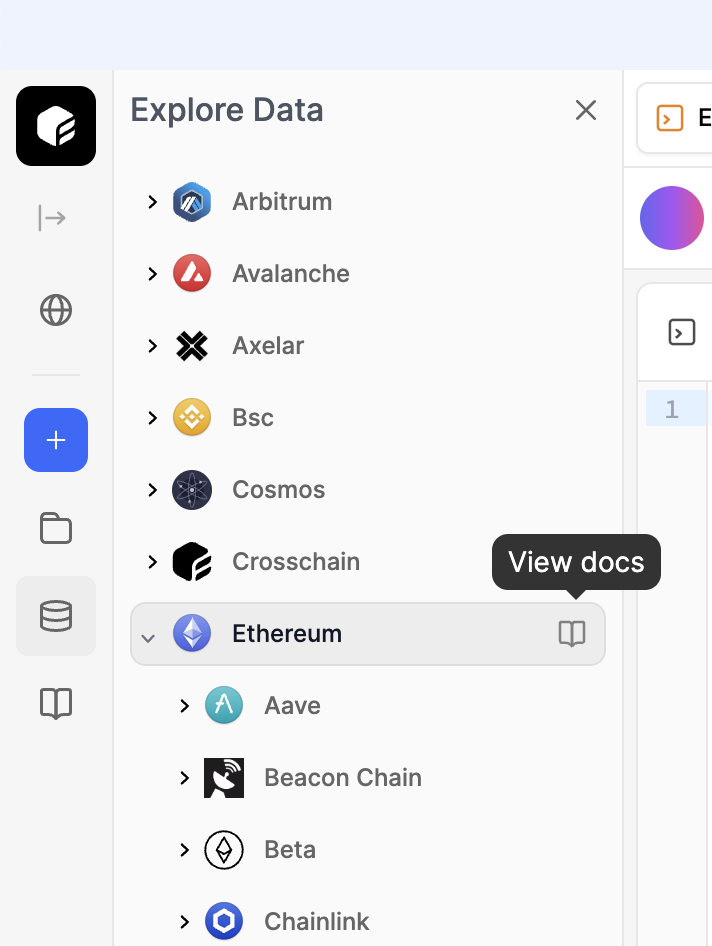 Explore Data
E
Arbitrum
Avalanche
Axelar
Bsc
1
Cosmos
Crosschain
View docs
Ethereum
Aave
Beacon Chain
Beta
Chainlink